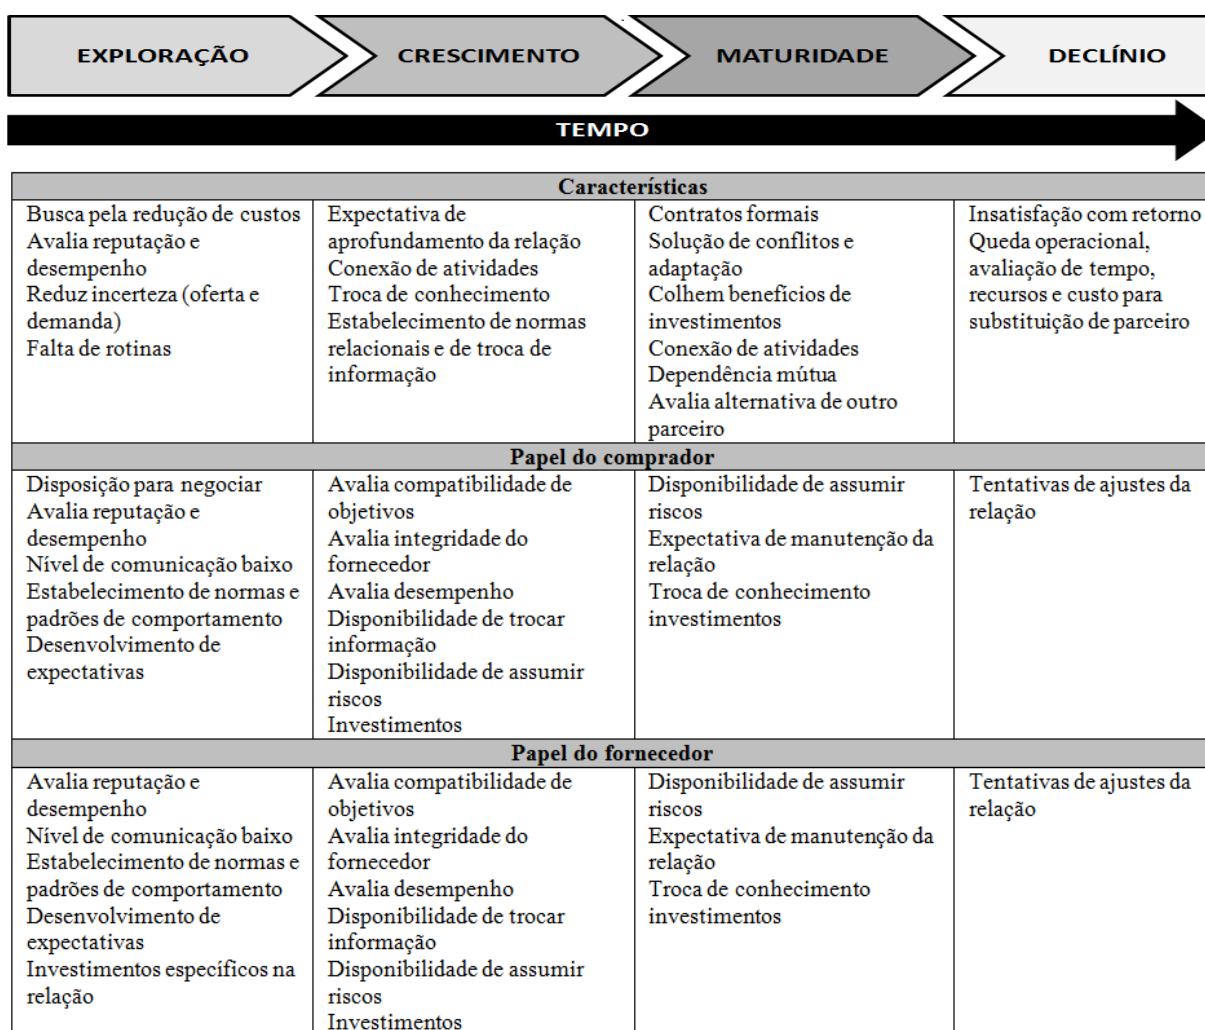 EXPLORAÇÃO
CRESCIMENTO
MATURIDADE
DECLÍNIO
TEMPO
Características
Busca pela redução de custos
Avalia reputação e
desempenho
Reduz incerteza (oferta e
demanda)
Falta de rotinas
Expectativa de
aprofundamento da relação
Conexão de atividades
Troca de conhecimento
Estabelecimento de normas
relacionais e de troca de
informação
Contratos formais
Solução de conflitos e
adaptação
Colhem benefícios de
investimentos
Conexão de atividades
Dependência mútua
Avalia alternativa de outro
parceiro
Insatisfação com retorno
Queda operacional,
avaliação de tempo,
recursos e custo para
substituição de parceiro
Papel do comprador
Disposição para negociar
Avalia reputação e
desempenho
Nível de comunicação baixo
Estabelecimento de normas e
padrões de comportamento
Desenvolvimento de
expectativas
Avalia compatibilidade de
objetivos
Avalia integridade do
fornecedor
Avalia desempenho
Disponibilidade de trocar
informação
Disponibilidade de assumir
riscos
Investimentos
Disponibilidade de assumir
riscos
Expectativa de manutenção da
relação
Troca de conhecimento
investimentos
Tentativas de ajustes da
relação
Papel do fornecedor
Avalia reputação e
desempenho
Nível de comunicação baixo
Estabelecimento de normas e
padrões de comportamento
Desenvolvimento de
expectativas
Investimentos específicos na
relação
Avalia compatibilidade de
objetivos
Avalia integridade do
fornecedor
Avalia desempenho
Disponibilidade de trocar
informação
Disponibilidade de assumir
riscos
Investimentos
Disponibilidade de assumir
riscos
Expectativa de manutenção da
relação
Troca de conhecimento
investimentos
Tentativas de ajustes da
relação